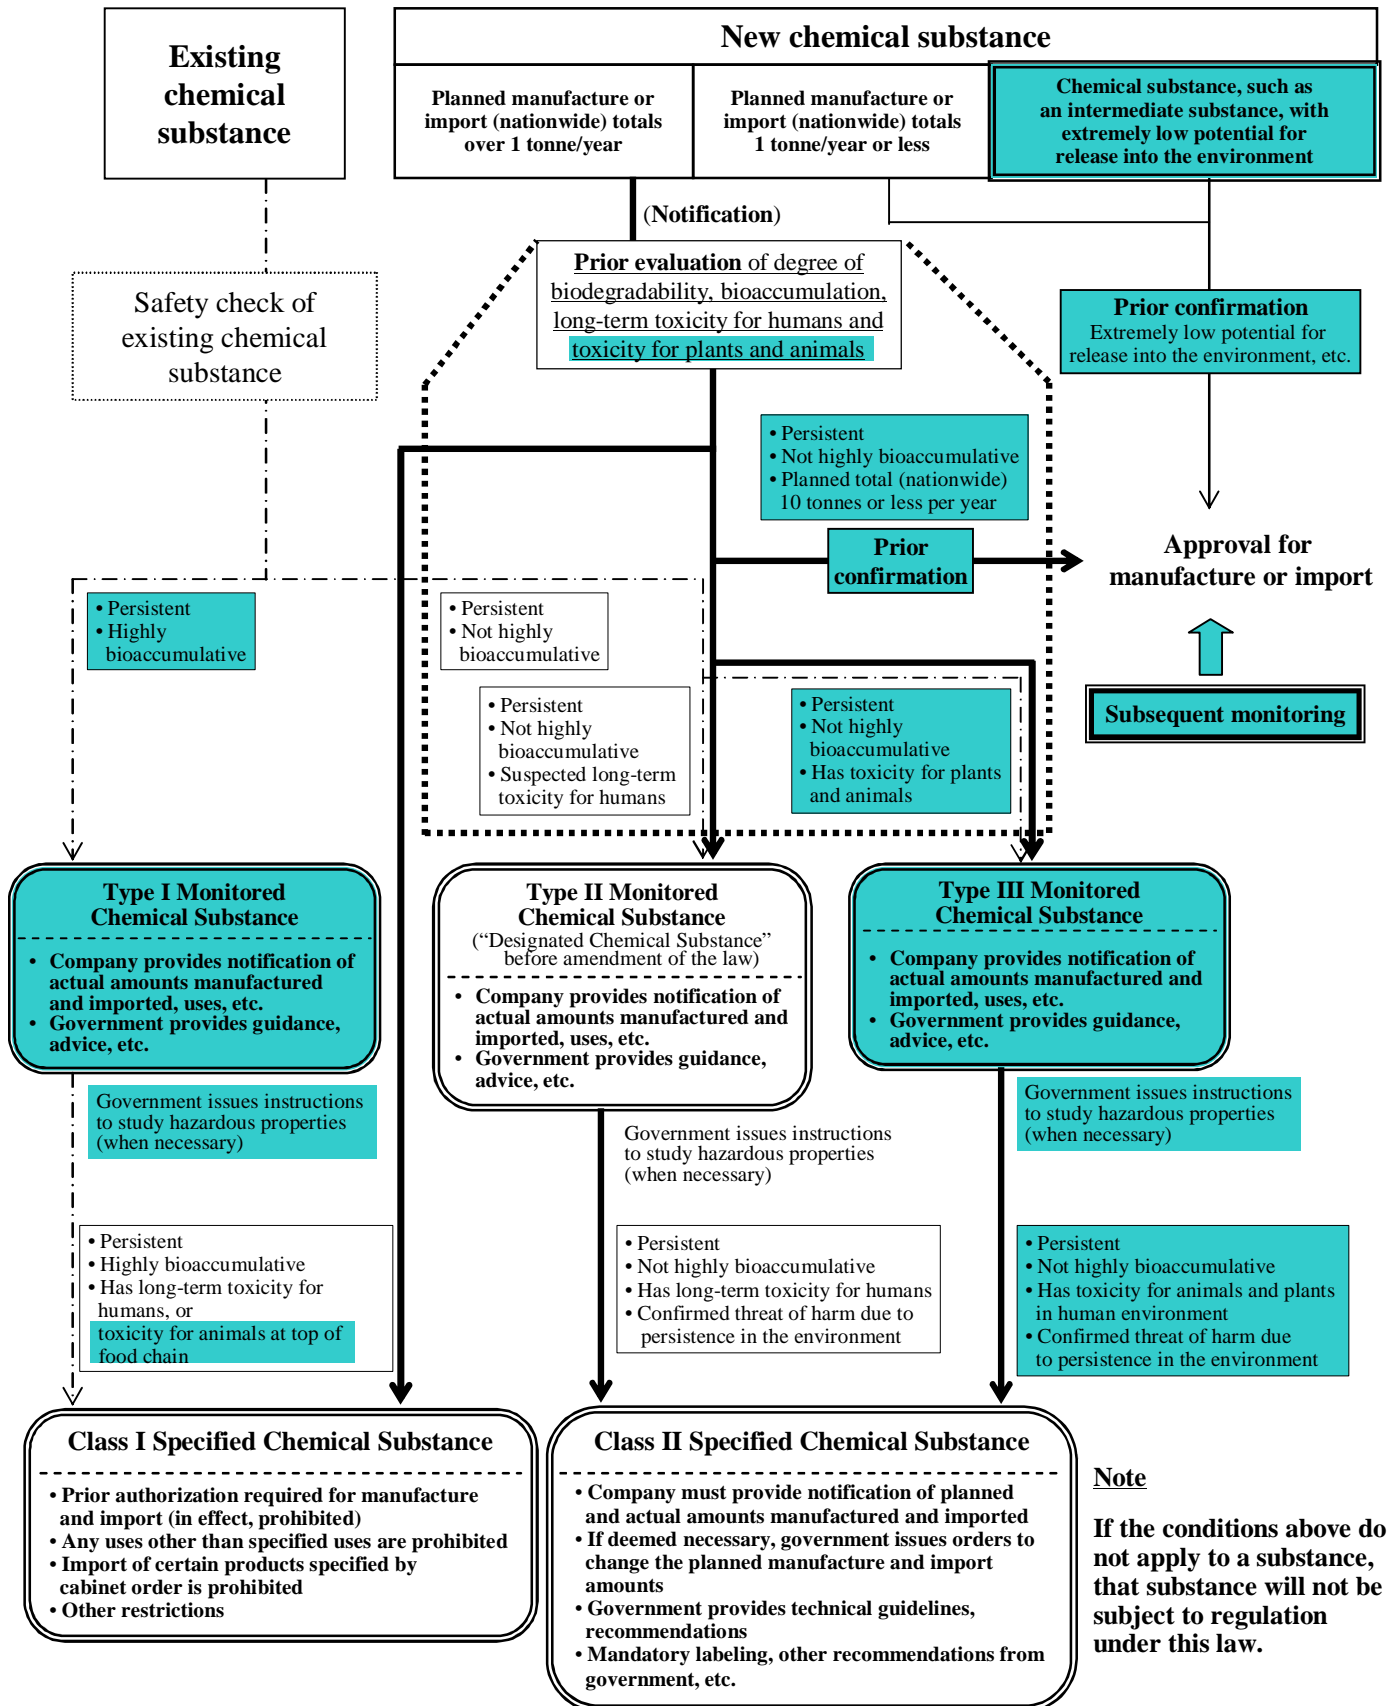 Existing
chemical
substance
New chemical substance
Planned manufacture or
import (nationwide) totals
over 1 tonne/year
Planned manufacture or
import (nationwide) totals
1 tonne/year or less
Chemical substance, such as
an intermediate substance, with
extremely low potential for
release into the environment
(Notification)
Prior evaluation of degree of
biodegradability, bioaccumulation,
long-term toxicity for humans and
toxicity for plants and animals
Safety check of
existing chemical
substance
Prior confirmation
Extremely low potential for
release into the environment, etc.
• Persistent
• Not highly bioaccumulative
• Planned total (nationwide)
10 tonnes or less per year
Prior
confirmation
Approval for
manufacture or import
• Persistent
• Highly
bioaccumulative
• Persistent
• Not highly
bioaccumulative
• Persistent
• Not highly
bioaccumulative
• Suspected long-term
toxicity for humans
• Persistent
• Not highly
bioaccumulative
• Has toxicity for plants
and animals
Subsequent monitoring
Type I Monitored
Chemical Substance
• Company provides notification of
actual amounts manufactured
and imported, uses, etc.
• Government provides guidance,
advice, etc.
Type II Monitored
Chemical Substance
(“Designated Chemical Substance”
before amendment of the law)
• Company provides notification of
actual amounts manufactured and
imported, uses, etc.
• Government provides guidance,
advice, etc.
Type III Monitored
Chemical Substance
• Company provides notification of
actual amounts manufactured and
imported, uses, etc.
• Government provides guidance,
advice, etc.
Government issues instructions
to study hazardous properties
(when necessary)
Government issues instructions
to study hazardous properties
(when necessary)
Government issues instructions
to study hazardous properties
(when necessary)
• Persistent
• Highly bioaccumulative
• Has long-term toxicity for
humans, or
toxicity for animals at top of
food chain
• Persistent
• Not highly bioaccumulative
• Has long-term toxicity for humans
• Confirmed threat of harm due to
persistence in the environment
• Persistent
• Not highly bioaccumulative
• Has toxicity for animals and plants
in human environment
• Confirmed threat of harm due
to persistence in the environment
Class I Specified Chemical Substance
• Prior authorization required for manufacture
and import (in effect, prohibited)
• Any uses other than specified uses are prohibited
• Import of certain products specified by
cabinet order is prohibited
• Other restrictions
Class II Specified Chemical Substance
• Company must provide notification of planned
and actual amounts manufactured and imported
• If deemed necessary, government issues orders to
change the planned manufacture and import
amounts
• Government provides technical guidelines,
recommendations
• Mandatory labeling, other recommendations from
government, etc.
Note
If the conditions above do
not apply to a substance,
that substance will not be
subject to regulation
under this law.